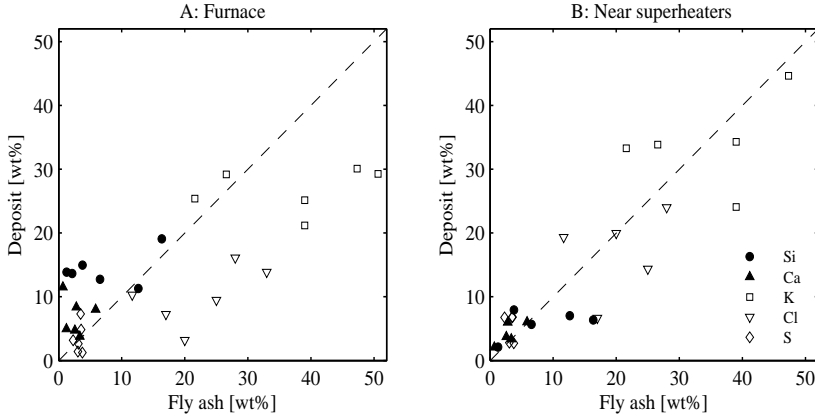 A: Furnace
50
40
30
20
10
0
Deposit [wt%]
0 10 20 30 40 50
Fly ash [wt%]
B: Near superheaters
50
40
30
20
10
0
Deposit [wt%]
0 10 20 30 40 50
Fly ash [wt%]
Si
Ca
K
Cl
S